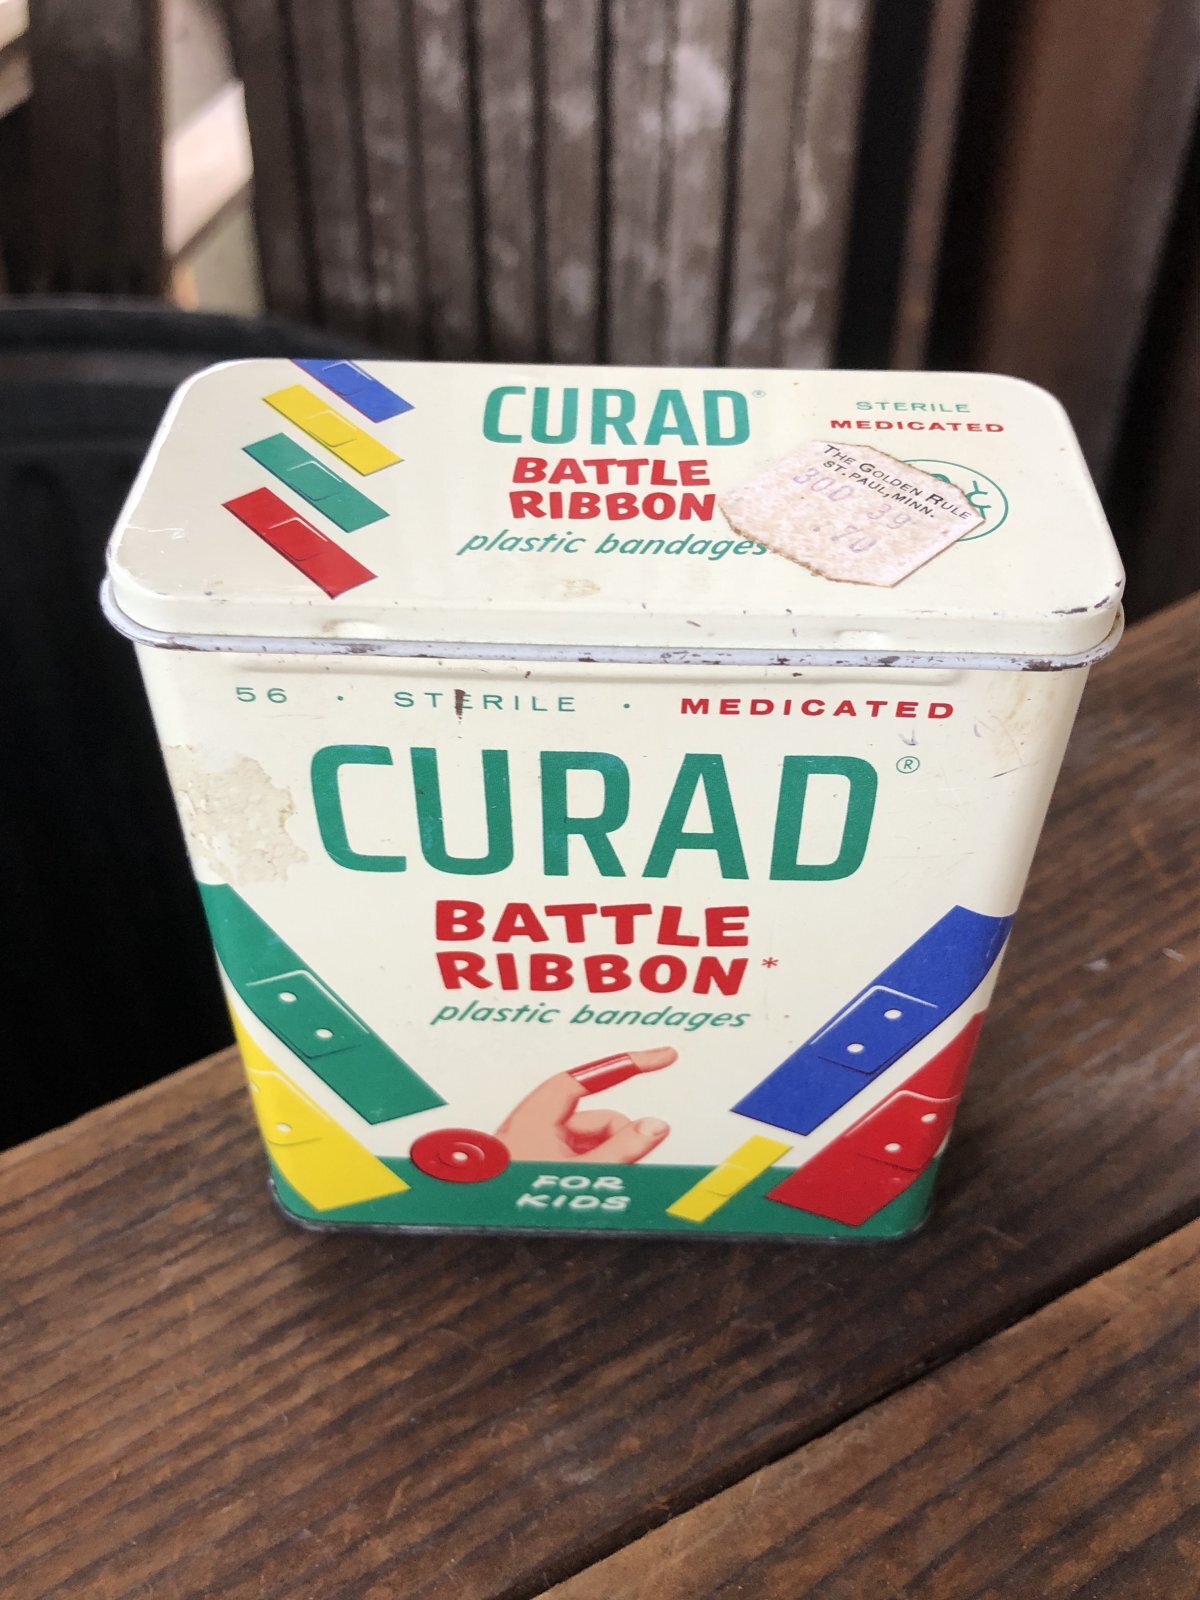 CURAD®
BATTLE
RIBBON
plastic bandages
STERILE
MEDICATED
THE GOLDEN RULE
ST. PAUL, MINN.
300 39
.70
56 · STERILE · MEDICATED
CURAD®
BATTLE
RIBBON*
plastic bandages
FOR
KIDS